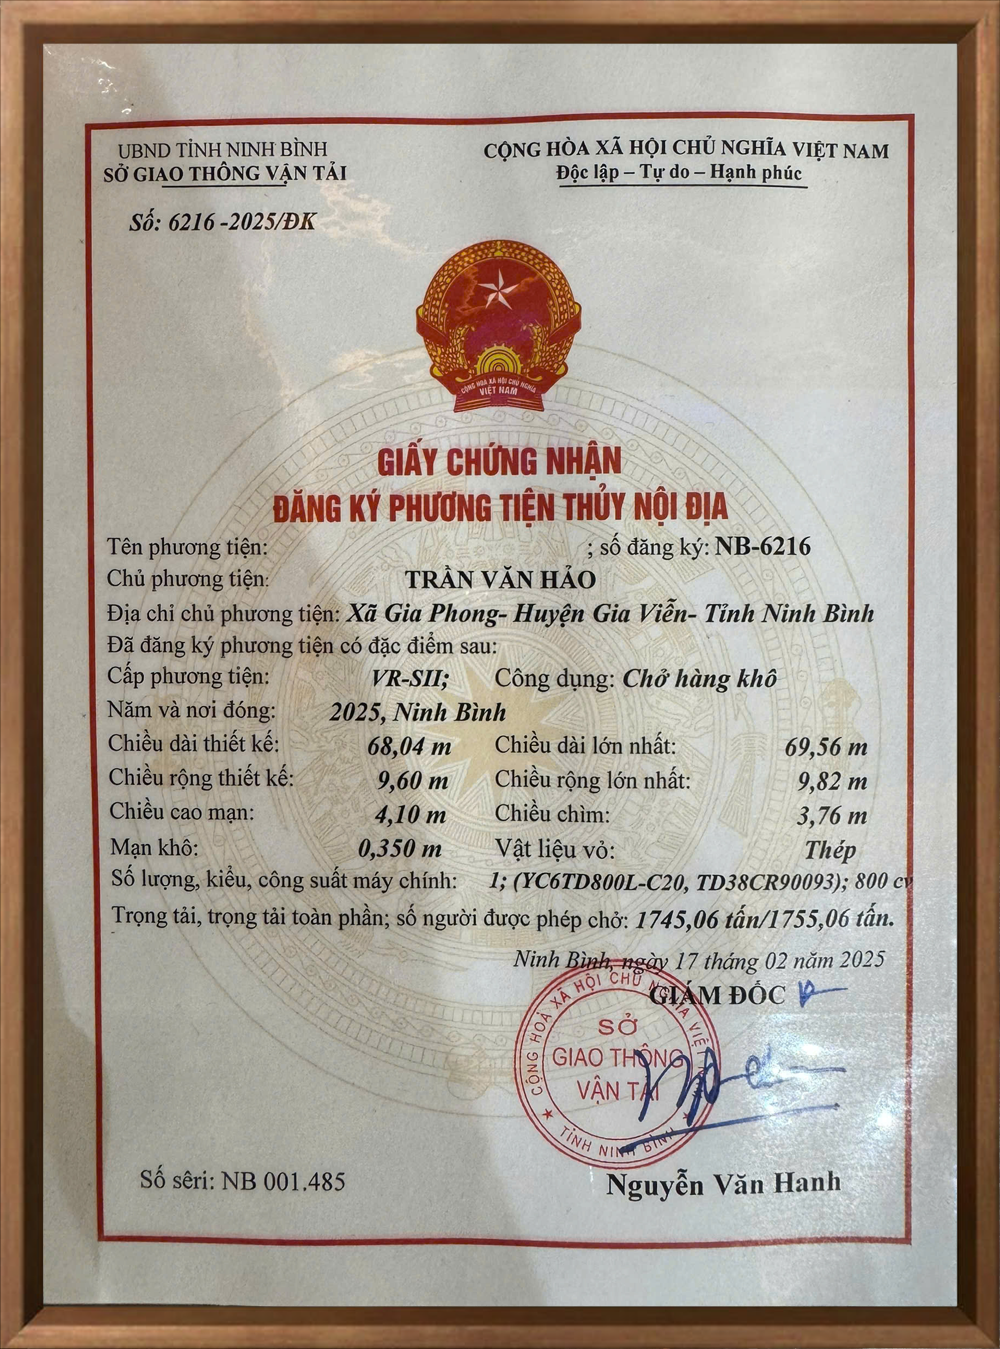 UBND TỈNH NINH BÌNH
SỞ GIAO THÔNG VẬN TẢI
CỘNG HÒA XÃ HỘI CHỦ NGHĨA VIỆT NAM
Độc lập – Tự do – Hạnh phúc
Số: 6216 -2025/ĐK
CỘNG HÒA XÃ HỘI CHỦ NGHĨA
VIỆT NAM
GIẤY CHỨNG NHẬN
ĐĂNG KÝ PHƯƠNG TIỆN THỦY NỘI ĐỊA
Tên phương tiện: ; số đăng ký: NB-6216
Chủ phương tiện: TRẦN VĂN HẢO
Địa chỉ chủ phương tiện: Xã Gia Phong- Huyện Gia Viễn- Tỉnh Ninh Bình
Đã đăng ký phương tiện có đặc điểm sau:
Cấp phương tiện: VR-SII; Công dụng: Chở hàng khô
Năm và nơi đóng: 2025, Ninh Bình
Chiều dài thiết kế: 68,04 m Chiều dài lớn nhất: 69,56 m
Chiều rộng thiết kế: 9,60 m Chiều rộng lớn nhất: 9,82 m
Chiều cao mạn: 4,10 m Chiều chìm: 3,76 m
Mạn khô: 0,350 m Vật liệu vỏ: Thép
Số lượng, kiểu, công suất máy chính: 1; (YC6TD800L-C20, TD38CR90093); 800 cv
Trọng tải, trọng tải toàn phần; số người được phép chở: 1745,06 tấn/1755,06 tấn.
Ninh Bình, ngày 17 tháng 02 năm 2025
GIÁM ĐỐC
CỘNG HOÀ XÃ HỘI CHỦ NGHĨA VIỆT NAM
SỞ
GIAO THÔNG
VẬN TẢI
★ TỈNH NINH BÌNH ★
Số sêri: NB 001.485
Nguyễn Văn Hanh